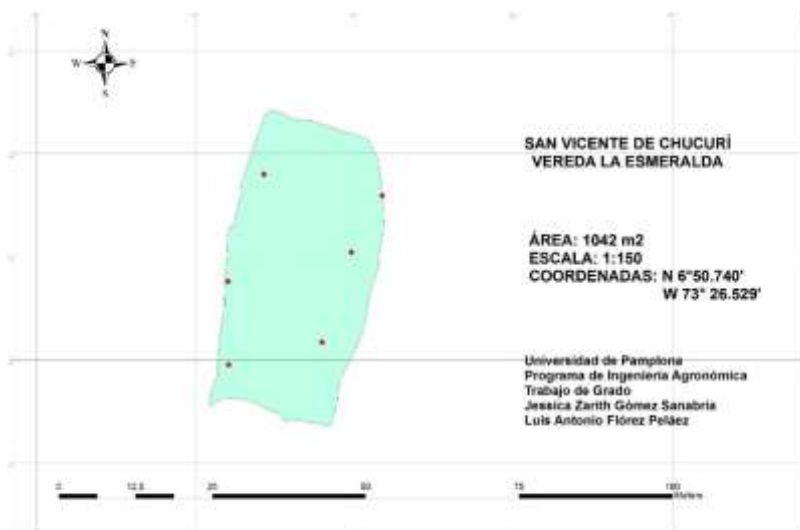 N
W E
S
SAN VICENTE DE CHUCURÍ
VEREDA LA ESMERALDA
ÁREA: 1042 m2
ESCALA: 1:150
COORDENADAS: N 6°50.740'
W 73° 26.529'
Universidad de Pamplona
Programa de Ingeniería Agronómica
Trabajo de Grado
Jessica Zarith Gómez Sanabria
Luis Antonio Flórez Peláez
0 12,5 25 50 75 100
Meters